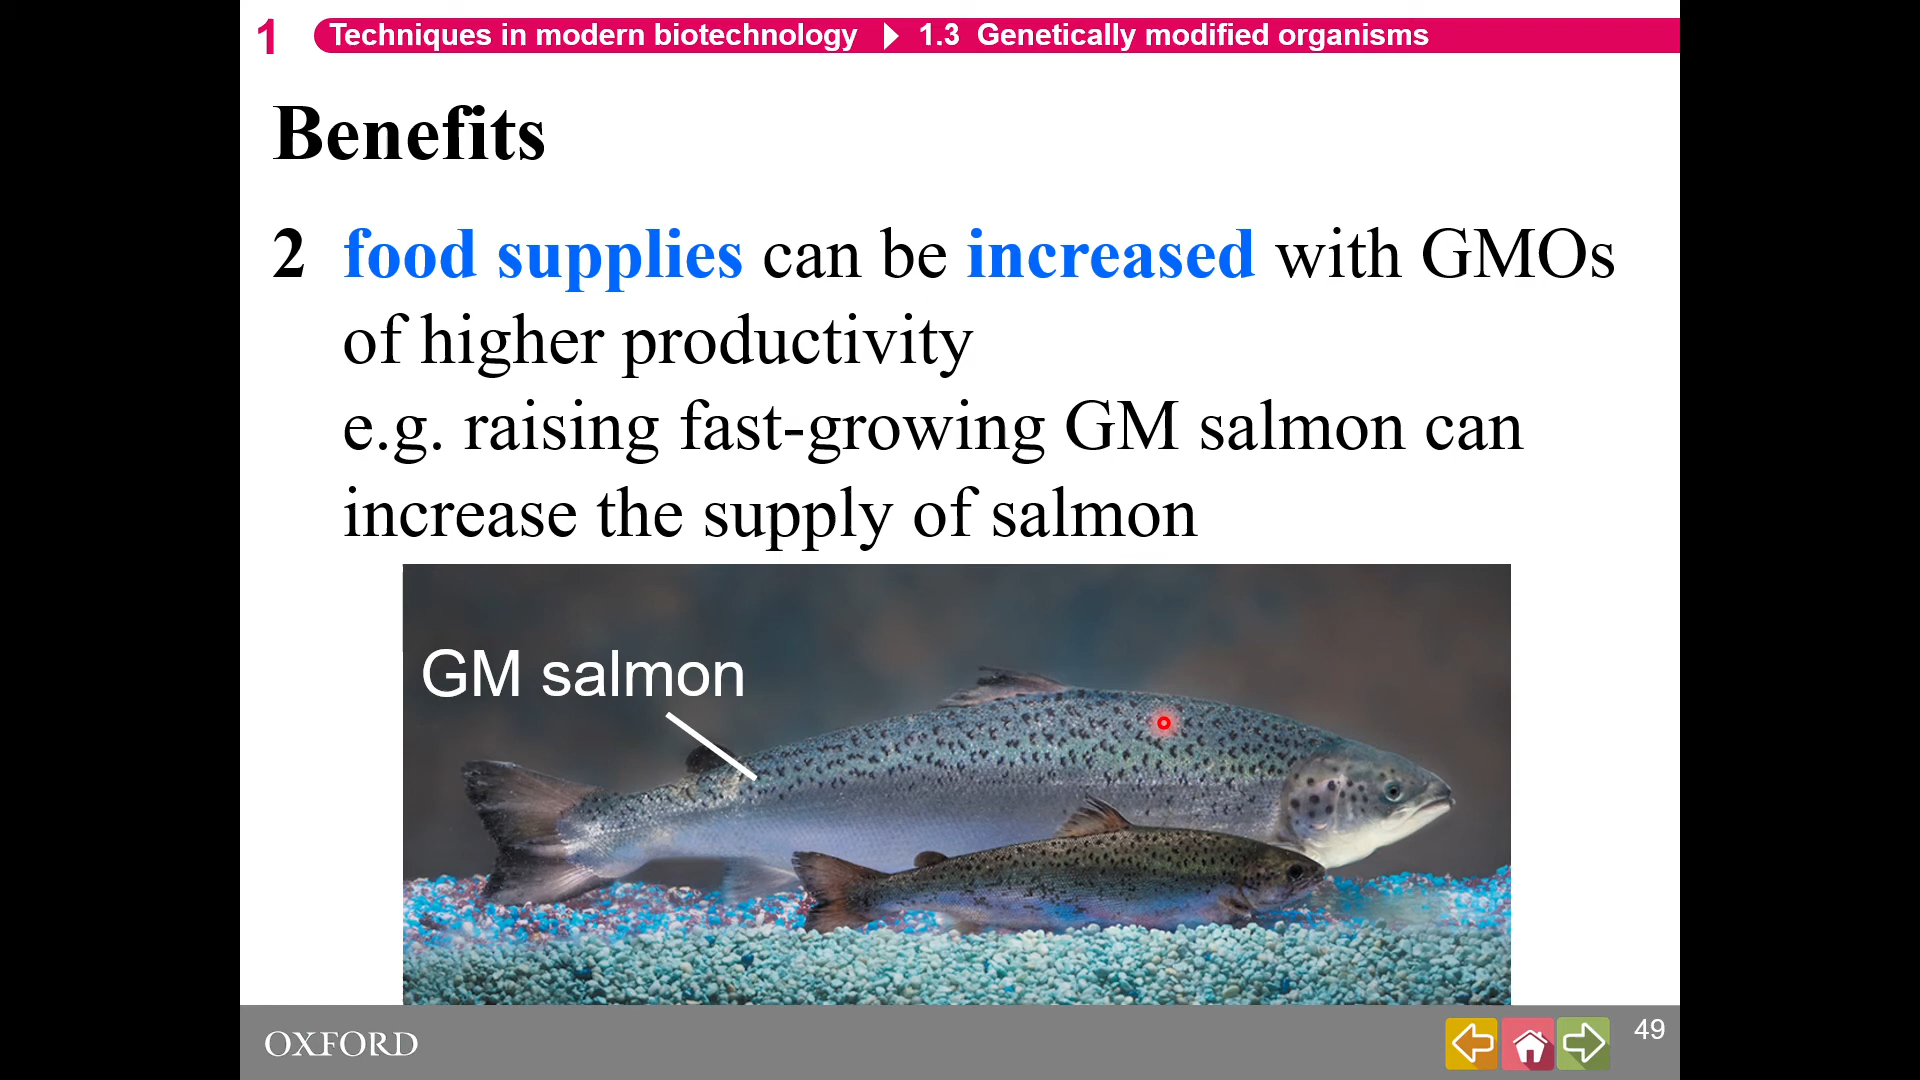 1 Techniques in modern biotechnology 1.3 Genetically modified organisms
Benefits
2 food supplies can be increased with GMOs
of higher productivity
e.g. raising fast-growing GM salmon can
increase the supply of salmon
GM salmon
OXFORD
49